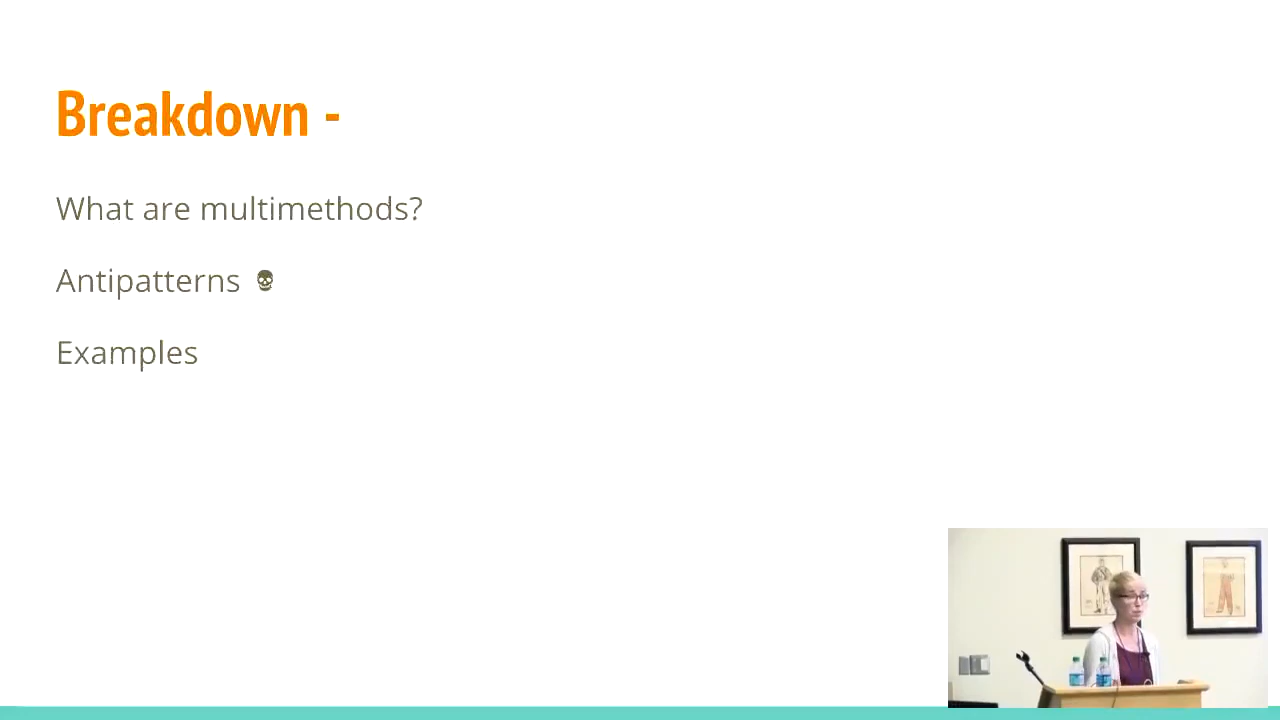 Breakdown -
What are multimethods?
Antipatterns ☠
Examples